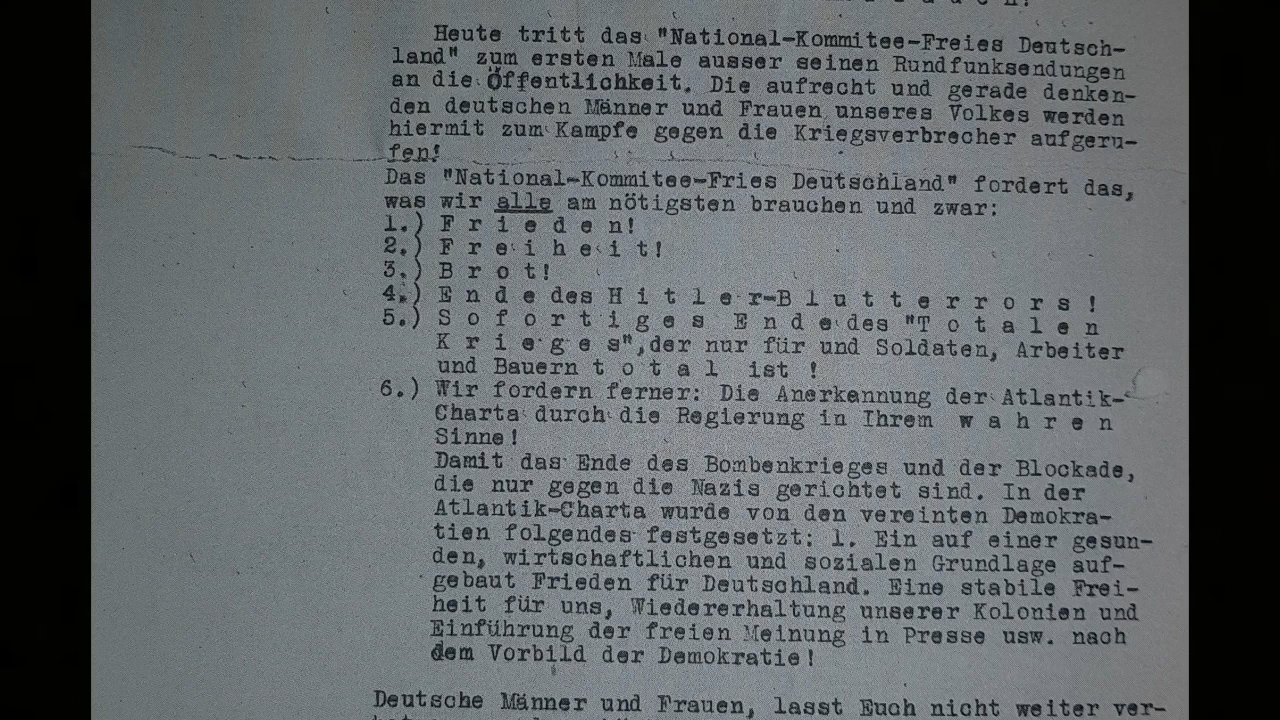 Heute tritt das "National-Kommitee-Freies Deutsch-
land" zum ersten Male ausser seinen Rundfunksendungen
an die Öffentlichkeit. Die aufrecht und gerade denken-
den deutschen Männer und Frauen unseres Volkes werden
hiermit zum Kampfe gegen die Kriegsverbrecher aufgeru-
fen!
Das "National-Kommitee-Fries Deutschland" fordert das,
was wir alle am nötigsten brauchen und zwar:
1.) F r i e d e n!
2.) F r e i h e i t!
3.) B r o t!
4.) E n d e des H i t l e r-B l u t t e r r o r s !
5.) S o f o r t i g e s E n d e des "T o t a l e n
K r i e g e s",der nur für und Soldaten, Arbeiter
und Bauern t o t a l ist !
6.) Wir fordern ferner: Die Anerkennung der Atlantik-
Charta durch die Regierung in Ihrem w a h r e n
Sinne!
Damit das Ende des Bombenkrieges und der Blockade,
die nur gegen die Nazis gerichtet sind. In der
Atlantik-Charta wurde von den vereinten Demokra-
tien folgendes festgesetzt: 1. Ein auf einer gesun-
den, wirtschaftlichen und sozialen Grundlage auf-
gebaut Frieden für Deutschland. Eine stabile Frei-
heit für uns, Wiedererhaltung unserer Kolonien und
Einführung der freien Meinung in Presse usw. nach
dem Vorbild der Demokratie!
Deutsche Männer und Frauen, lasst Euch nicht weiter ver-